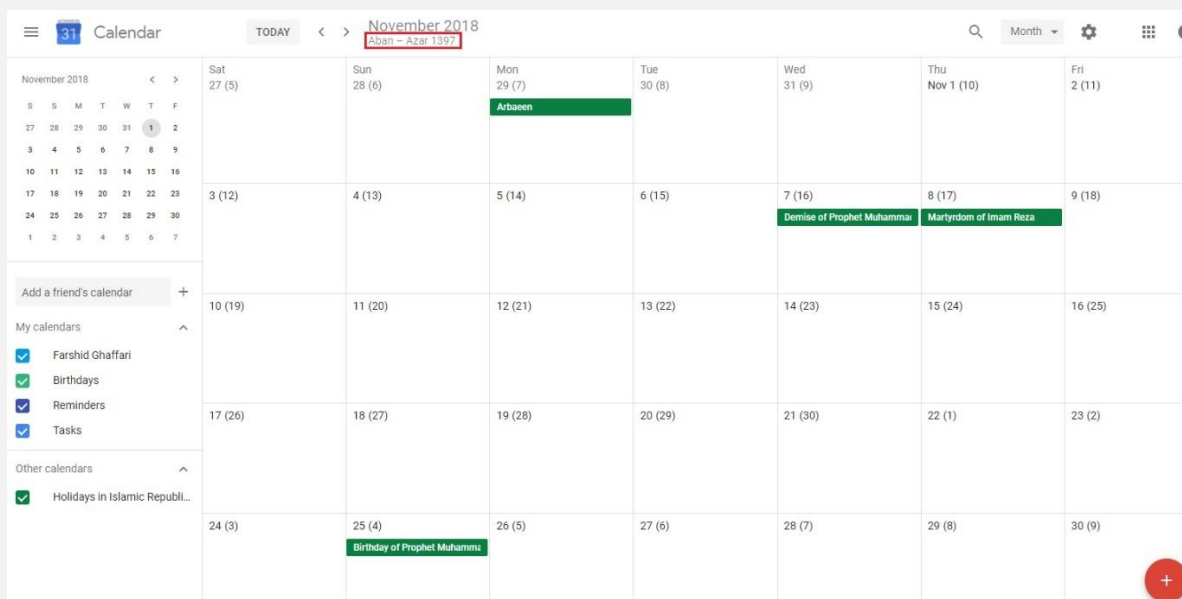 31 Calendar TODAY November 2018
Aban – Azar 1397
Month
November 2018
S S M T W T F
27 28 29 30 31 1 2
3 4 5 6 7 8 9
10 11 12 13 14 15 16
17 18 19 20 21 22 23
24 25 26 27 28 29 30
1 2 3 4 5 6 7
Add a friend's calendar +
My calendars
Farshid Ghaffari
Birthdays
Reminders
Tasks
Other calendars
Holidays in Islamic Republi...
Sat Sun Mon Tue Wed Thu Fri
27 (5) 28 (6) 29 (7) 30 (8) 31 (9) Nov 1 (10) 2 (11)
Arbaeen
3 (12) 4 (13) 5 (14) 6 (15) 7 (16) 8 (17) 9 (18)
Demise of Prophet Muhammad Martyrdom of Imam Reza
10 (19) 11 (20) 12 (21) 13 (22) 14 (23) 15 (24) 16 (25)
17 (26) 18 (27) 19 (28) 20 (29) 21 (30) 22 (1) 23 (2)
24 (3) 25 (4) 26 (5) 27 (6) 28 (7) 29 (8) 30 (9)
Birthday of Prophet Muhamma
+